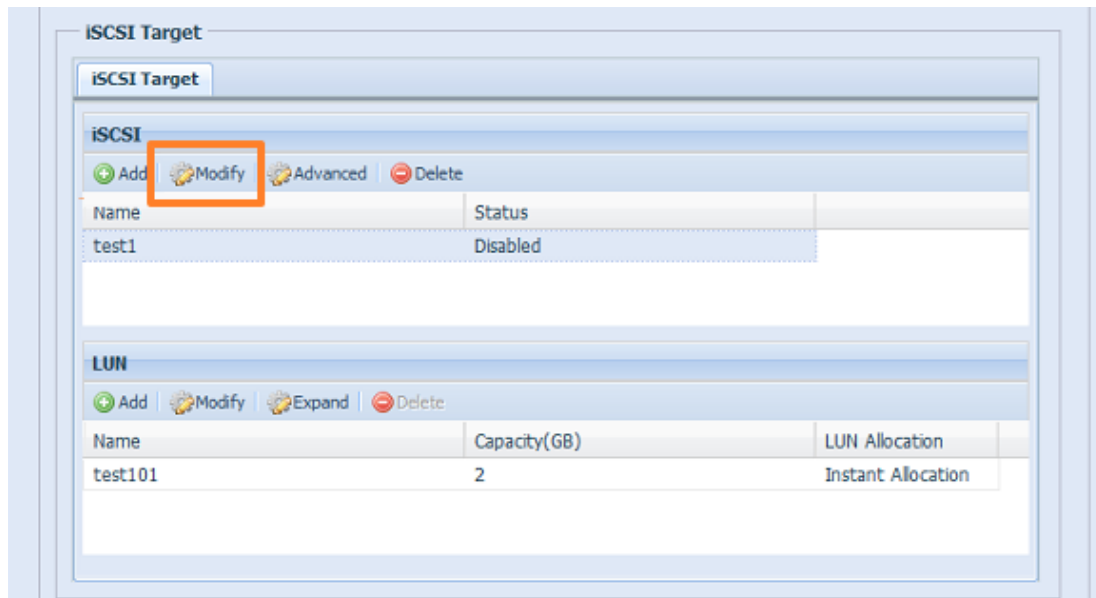 iSCSI Target
iSCSI Target
iSCSI
Add Modify Advanced Delete
Name Status
test1 Disabled
LUN
Add Modify Expand Delete
Name Capacity(GB) LUN Allocation
test101 2 Instant Allocation